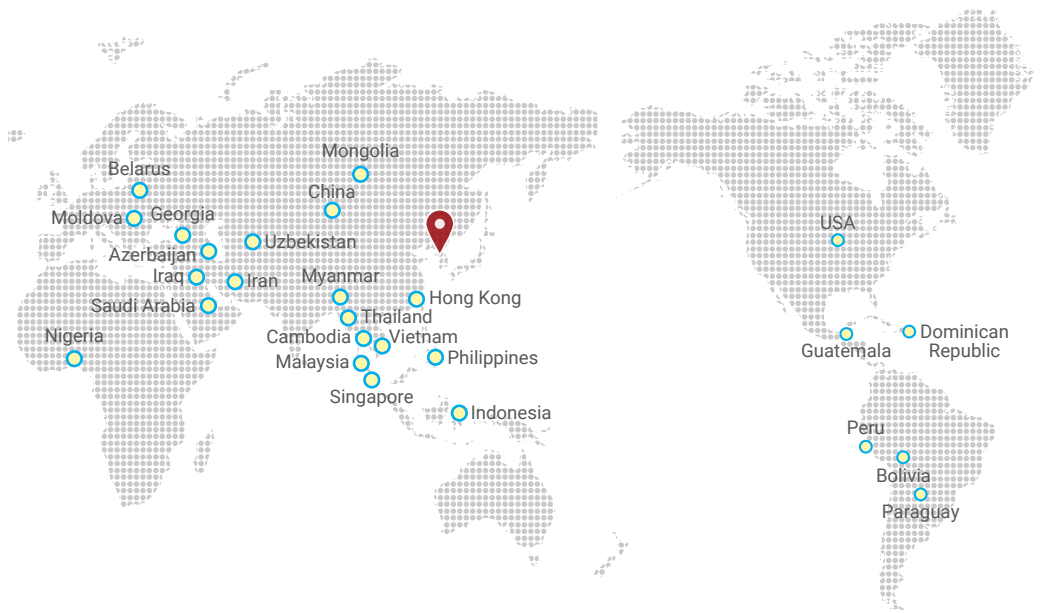 Mongolia
Belarus
China
Moldova
Georgia
USA
Uzbekistan
Azerbaijan
Iraq
Iran
Myanmar
Saudi Arabia
Hong Kong
Thailand
Nigeria
Cambodia
Vietnam
Dominican
Republic
Guatemala
Malaysia
Philippines
Singapore
Indonesia
Peru
Bolivia
Paraguay